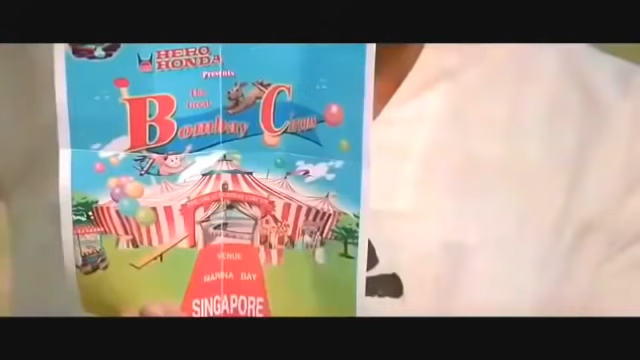 HERO
HONDA
Presents
The
Great
Bombay Circus
VENUE
MARINA BAY
SINGAPORE